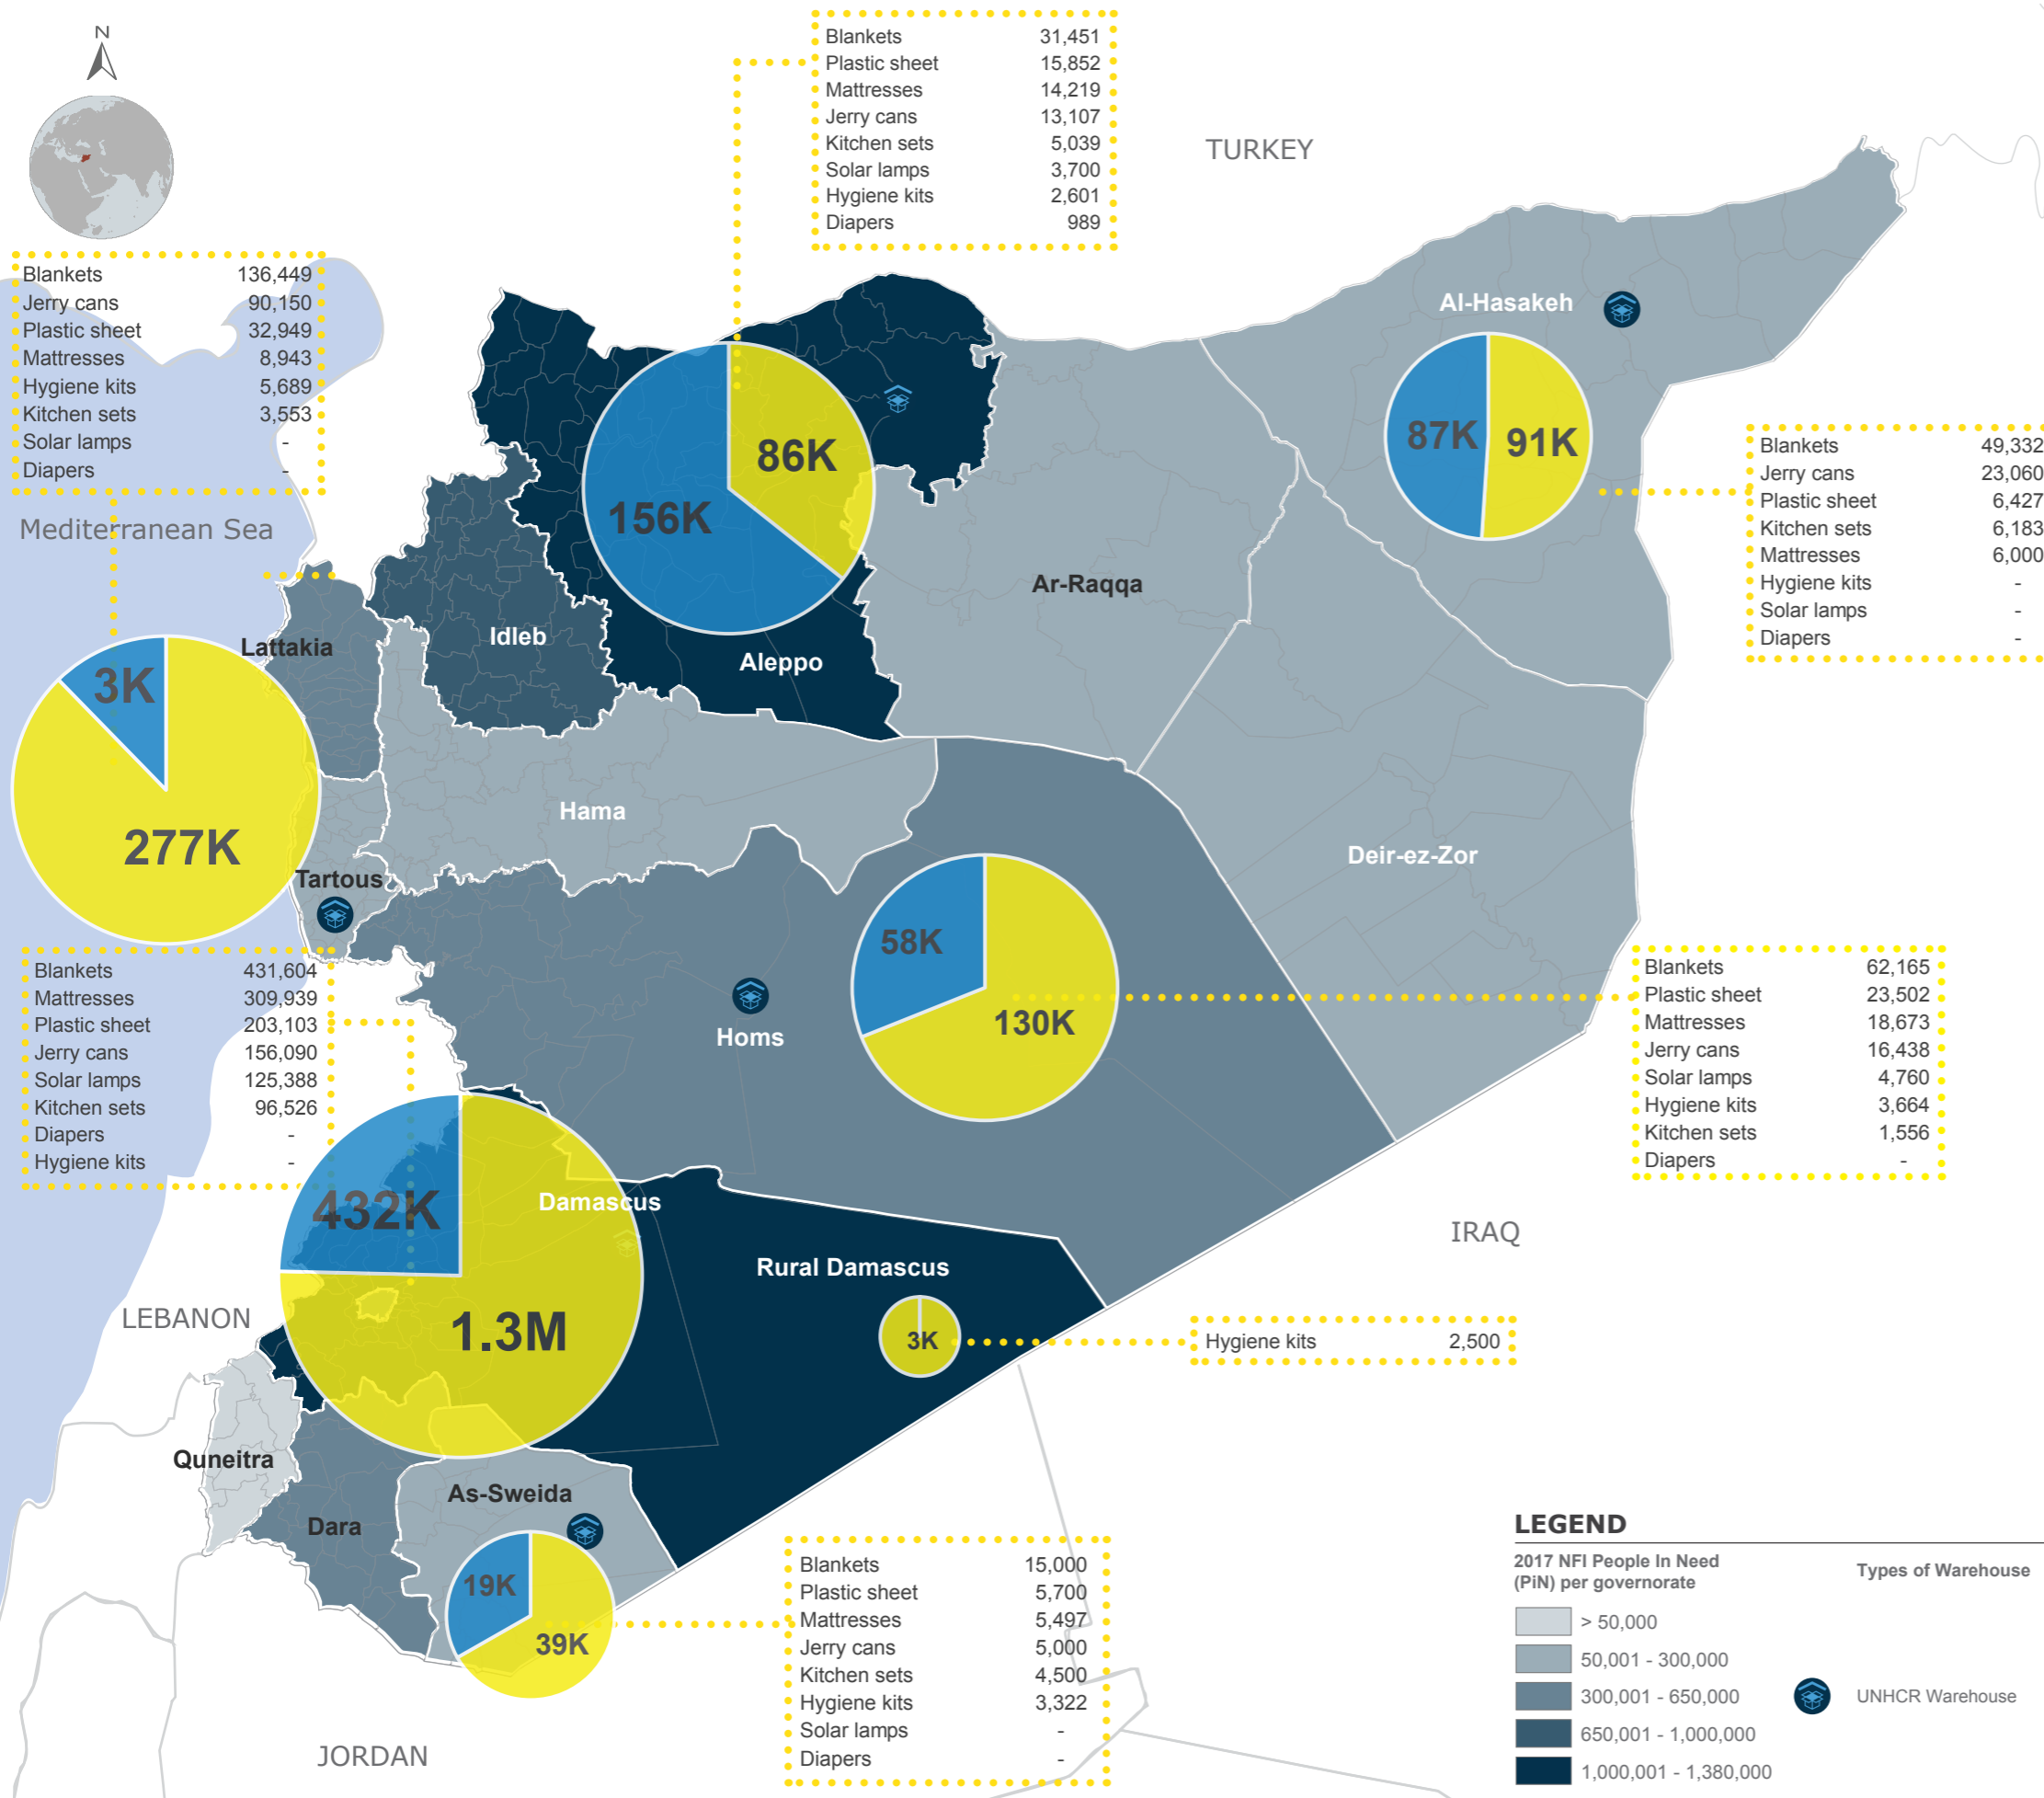 N
Blankets 31,451
Plastic sheet 15,852
Mattresses 14,219
Jerry cans 13,107
Kitchen sets 5,039
Solar lamps 3,700
Hygiene kits 2,601
Diapers 989
TURKEY
Blankets 136,449
Jerry cans 90,150
Plastic sheet 32,949
Mattresses 8,943
Hygiene kits 5,689
Kitchen sets 3,553
Solar lamps -
Diapers -
Mediterranean Sea
Al-Hasakeh
87K 91K
Blankets 49,332
Jerry cans 23,060
Plastic sheet 6,427
Kitchen sets 6,183
Mattresses 6,000
Hygiene kits -
Solar lamps -
Diapers -
86K
156K
Ar-Raqqa
Idleb
Lattakia
Aleppo
3K
277K
Hama
Deir-ez-Zor
Tartous
58K
130K
Homs
Blankets 431,604
Mattresses 309,939
Plastic sheet 203,103
Jerry cans 156,090
Solar lamps 125,388
Kitchen sets 96,526
Diapers -
Hygiene kits -
Blankets 62,165
Plastic sheet 23,502
Mattresses 18,673
Jerry cans 16,438
Solar lamps 4,760
Hygiene kits 3,664
Kitchen sets 1,556
Diapers -
432K
Damascus
IRAQ
Rural Damascus
LEBANON
1.3M
3K
Hygiene kits 2,500
Quneitra
As-Sweida
Dara
19K
39K
Blankets 15,000
Plastic sheet 5,700
Mattresses 5,497
Jerry cans 5,000
Kitchen sets 4,500
Hygiene kits 3,322
Solar lamps -
Diapers -
JORDAN
LEGEND
2017 NFI People In Need
(PiN) per governorate
> 50,000
50,001 - 300,000
300,001 - 650,000
650,001 - 1,000,000
1,000,001 - 1,380,000
Types of Warehouse
UNHCR Warehouse